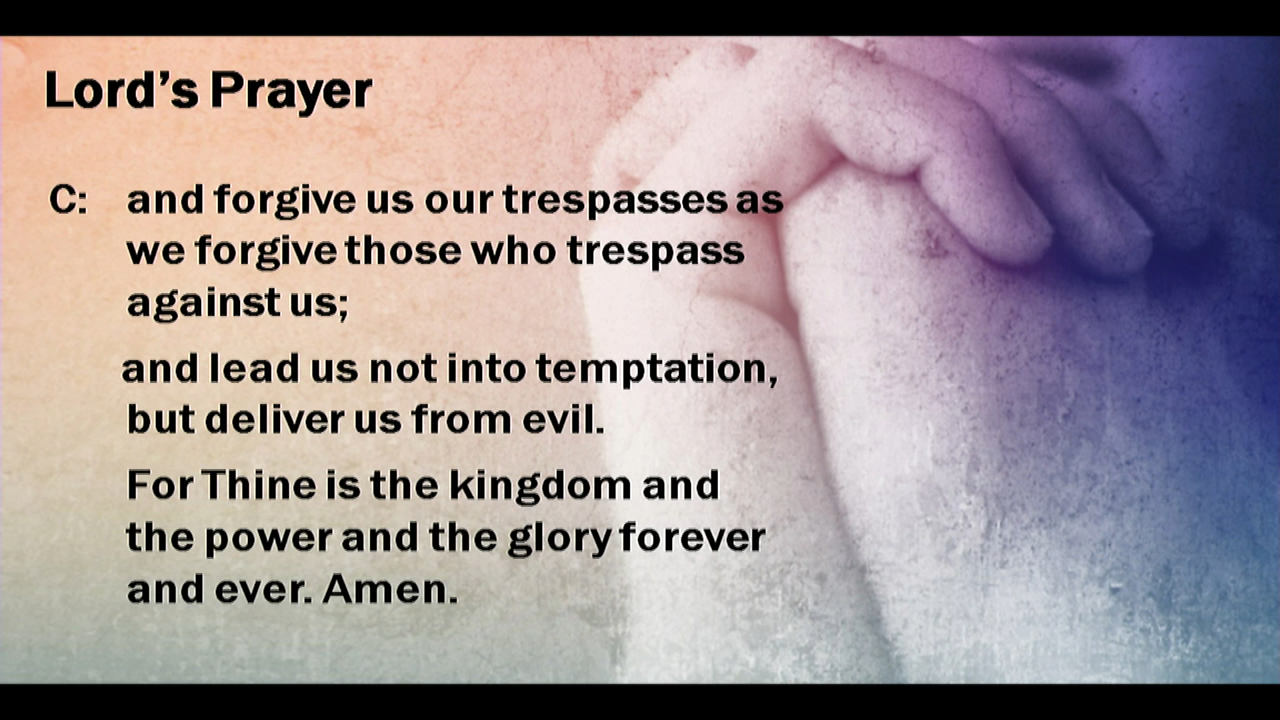 Lord’s Prayer
C: and forgive us our trespasses as
we forgive those who trespass
against us;
and lead us not into temptation,
but deliver us from evil.
For Thine is the kingdom and
the power and the glory forever
and ever. Amen.